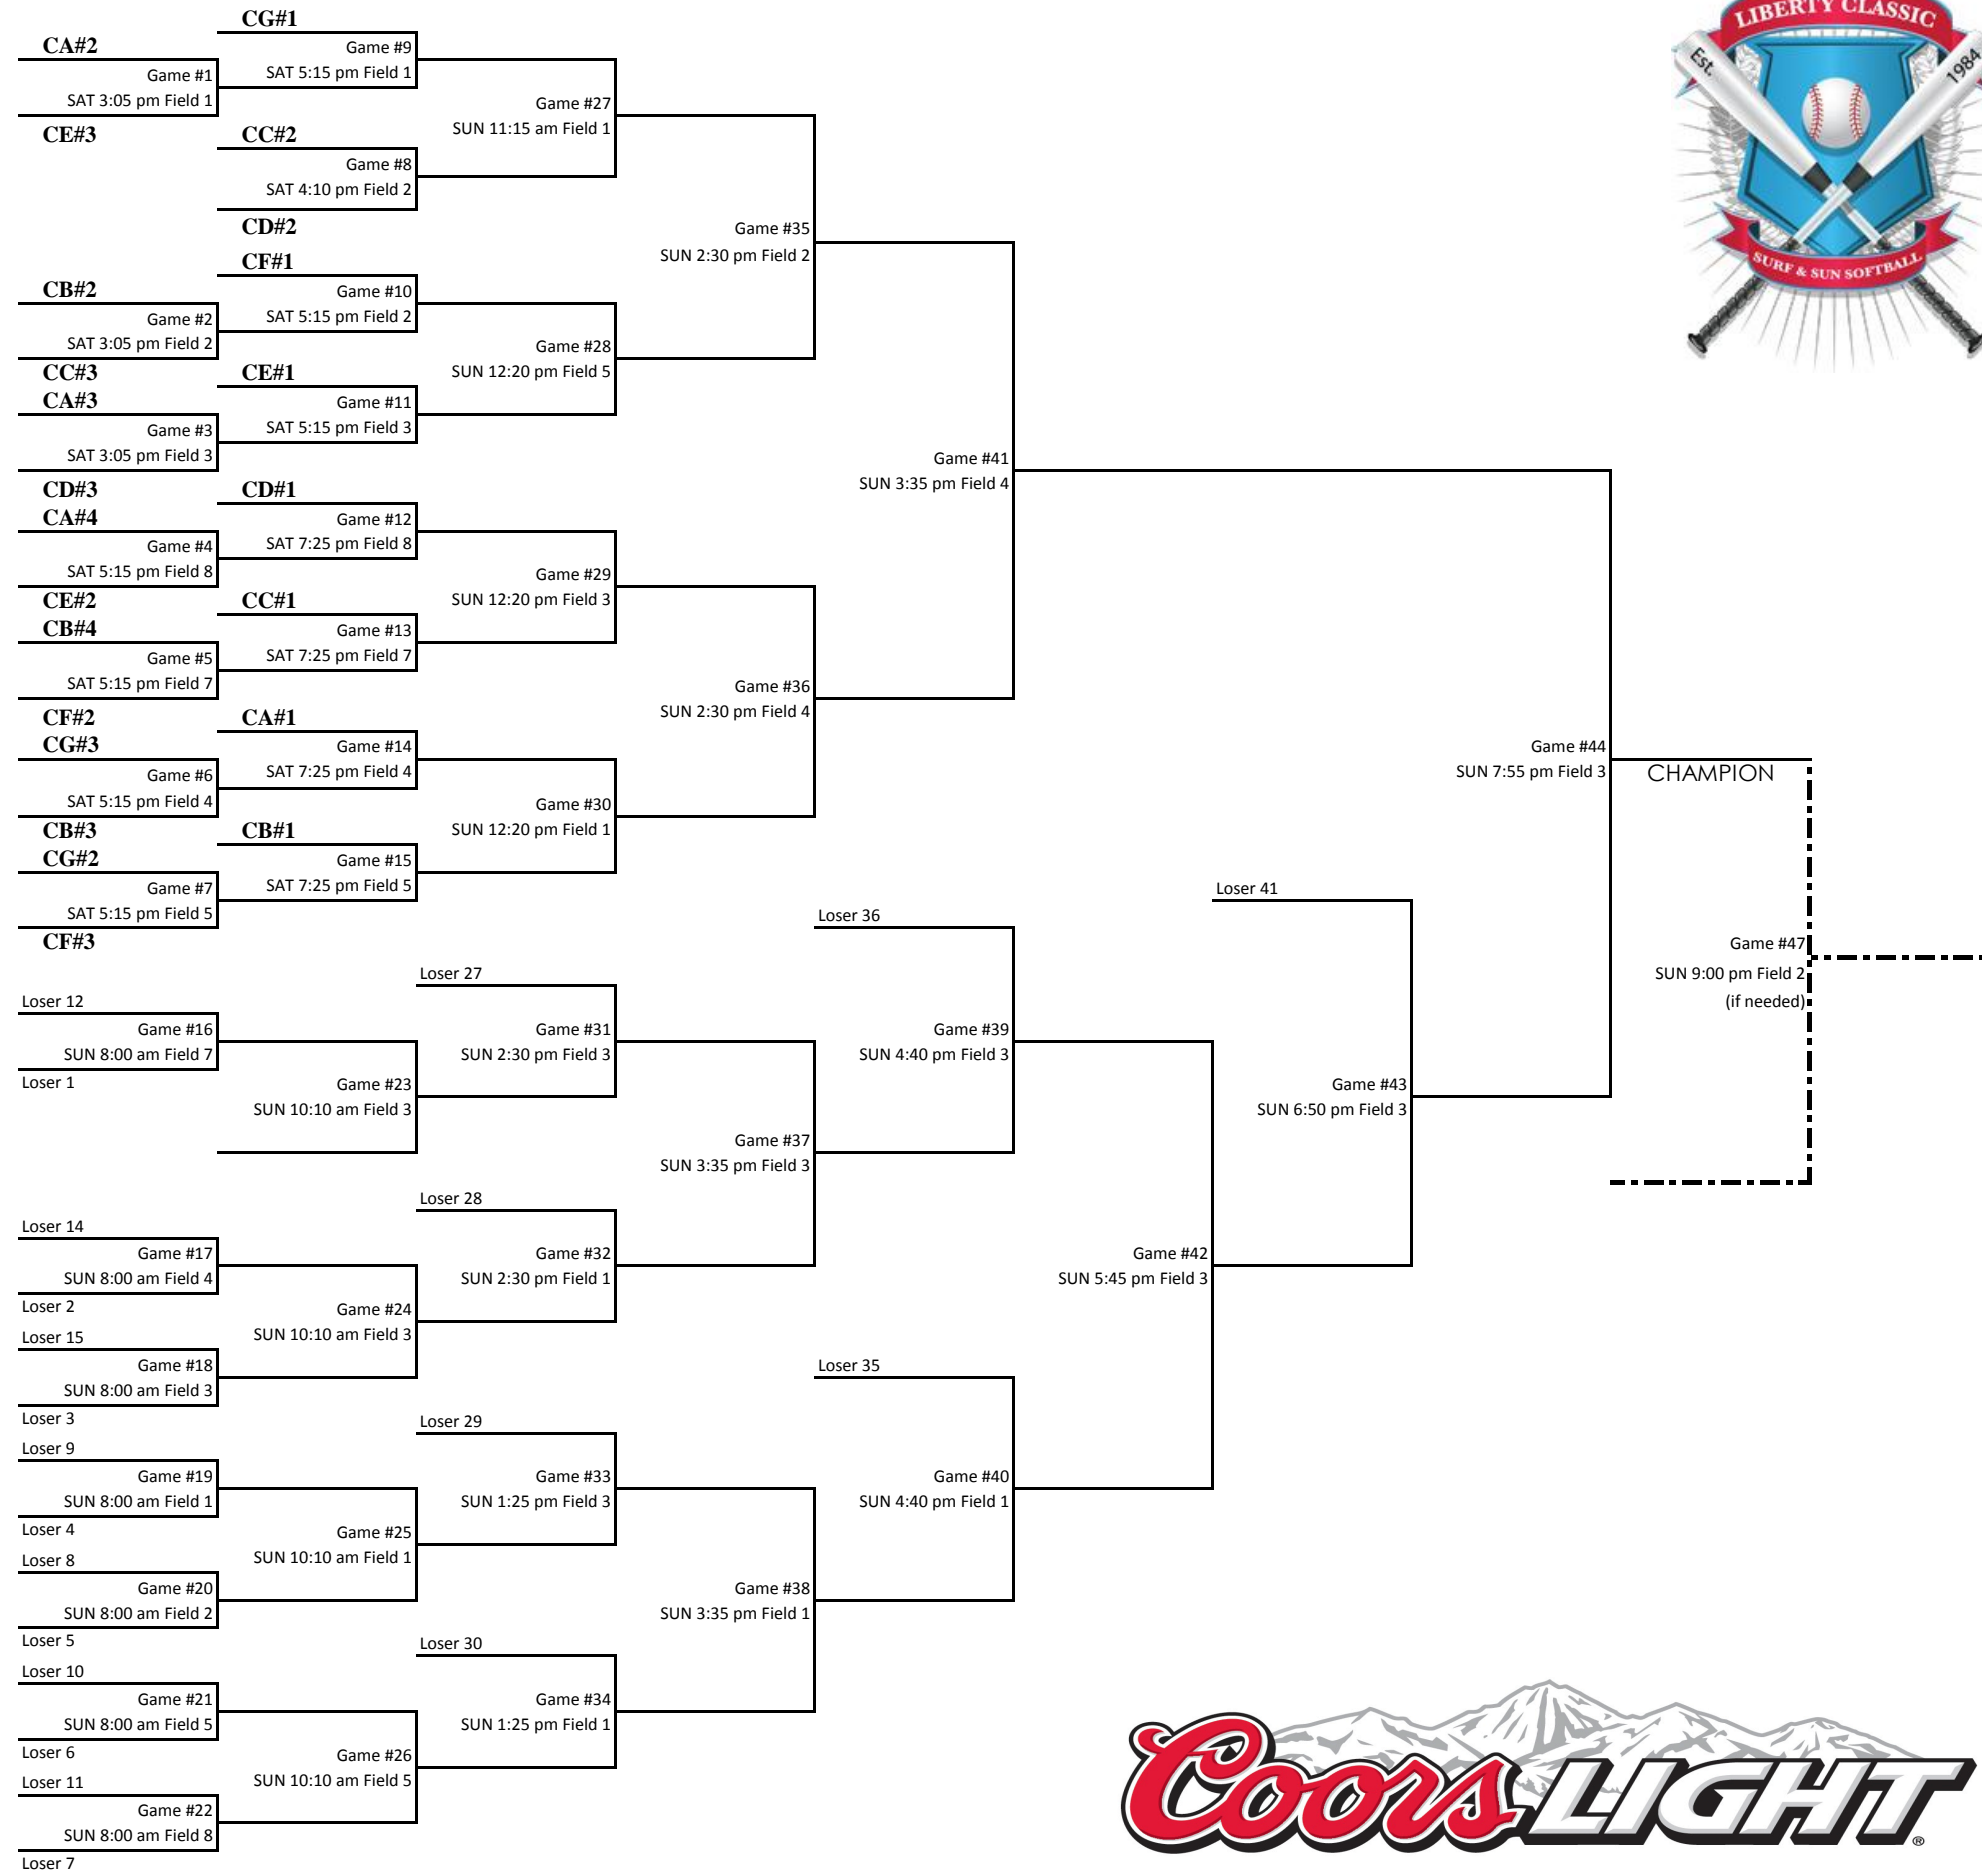 CG#1
CA#2
Game #9
SAT 5:15 pm Field 1
Game #1
SAT 3:05 pm Field 1
CE#3
CC#2
Game #8
SAT 4:10 pm Field 2
CD#2
Game #27
SUN 11:15 am Field 1
CF#1
CB#2
Game #10
SAT 5:15 pm Field 2
Game #2
SAT 3:05 pm Field 2
CC#3
CE#1
CA#3
Game #11
SAT 5:15 pm Field 3
Game #3
SAT 3:05 pm Field 3
Game #28
SUN 12:20 pm Field 5
Game #35
SUN 2:30 pm Field 2
CD#3
CD#1
CA#4
Game #12
SAT 7:25 pm Field 8
Game #4
SAT 5:15 pm Field 8
CE#2
CC#1
CB#4
Game #13
SAT 7:25 pm Field 7
Game #5
SAT 5:15 pm Field 7
Game #29
SUN 12:20 pm Field 3
CF#2
CA#1
CG#3
Game #14
SAT 7:25 pm Field 4
Game #6
SAT 5:15 pm Field 4
CB#3
CB#1
CG#2
Game #15
SAT 7:25 pm Field 5
Game #7
SAT 5:15 pm Field 5
CF#3
Game #30
SUN 12:20 pm Field 1
Game #36
SUN 2:30 pm Field 4
Game #41
SUN 3:35 pm Field 4
Game #44
SUN 7:55 pm Field 3
CHAMPION
Game #47
SUN 9:00 pm Field 2
(if needed)
Loser 41
Loser 36
Loser 27
Loser 12
Game #16
SUN 8:00 am Field 7
Loser 1
Game #23
SUN 10:10 am Field 3
Game #31
SUN 2:30 pm Field 3
Game #39
SUN 4:40 pm Field 3
Game #43
SUN 6:50 pm Field 3
Game #37
SUN 3:35 pm Field 3
Loser 28
Loser 14
Game #17
SUN 8:00 am Field 4
Loser 2
Game #24
SUN 10:10 am Field 3
Game #32
SUN 2:30 pm Field 1
Game #42
SUN 5:45 pm Field 3
Loser 15
Game #18
SUN 8:00 am Field 3
Loser 3
Loser 35
Loser 29
Loser 9
Game #19
SUN 8:00 am Field 1
Loser 4
Game #25
SUN 10:10 am Field 1
Game #33
SUN 1:25 pm Field 3
Game #40
SUN 4:40 pm Field 1
Loser 8
Game #20
SUN 8:00 am Field 2
Loser 5
Game #38
SUN 3:35 pm Field 1
Loser 30
Loser 10
Game #21
SUN 8:00 am Field 5
Loser 6
Game #26
SUN 10:10 am Field 5
Game #34
SUN 1:25 pm Field 1
Loser 11
Game #22
SUN 8:00 am Field 8
Loser 7
LIBERTY CLASSIC
Est. 1984
SURF & SUN SOFTBALL
Coors LIGHT®